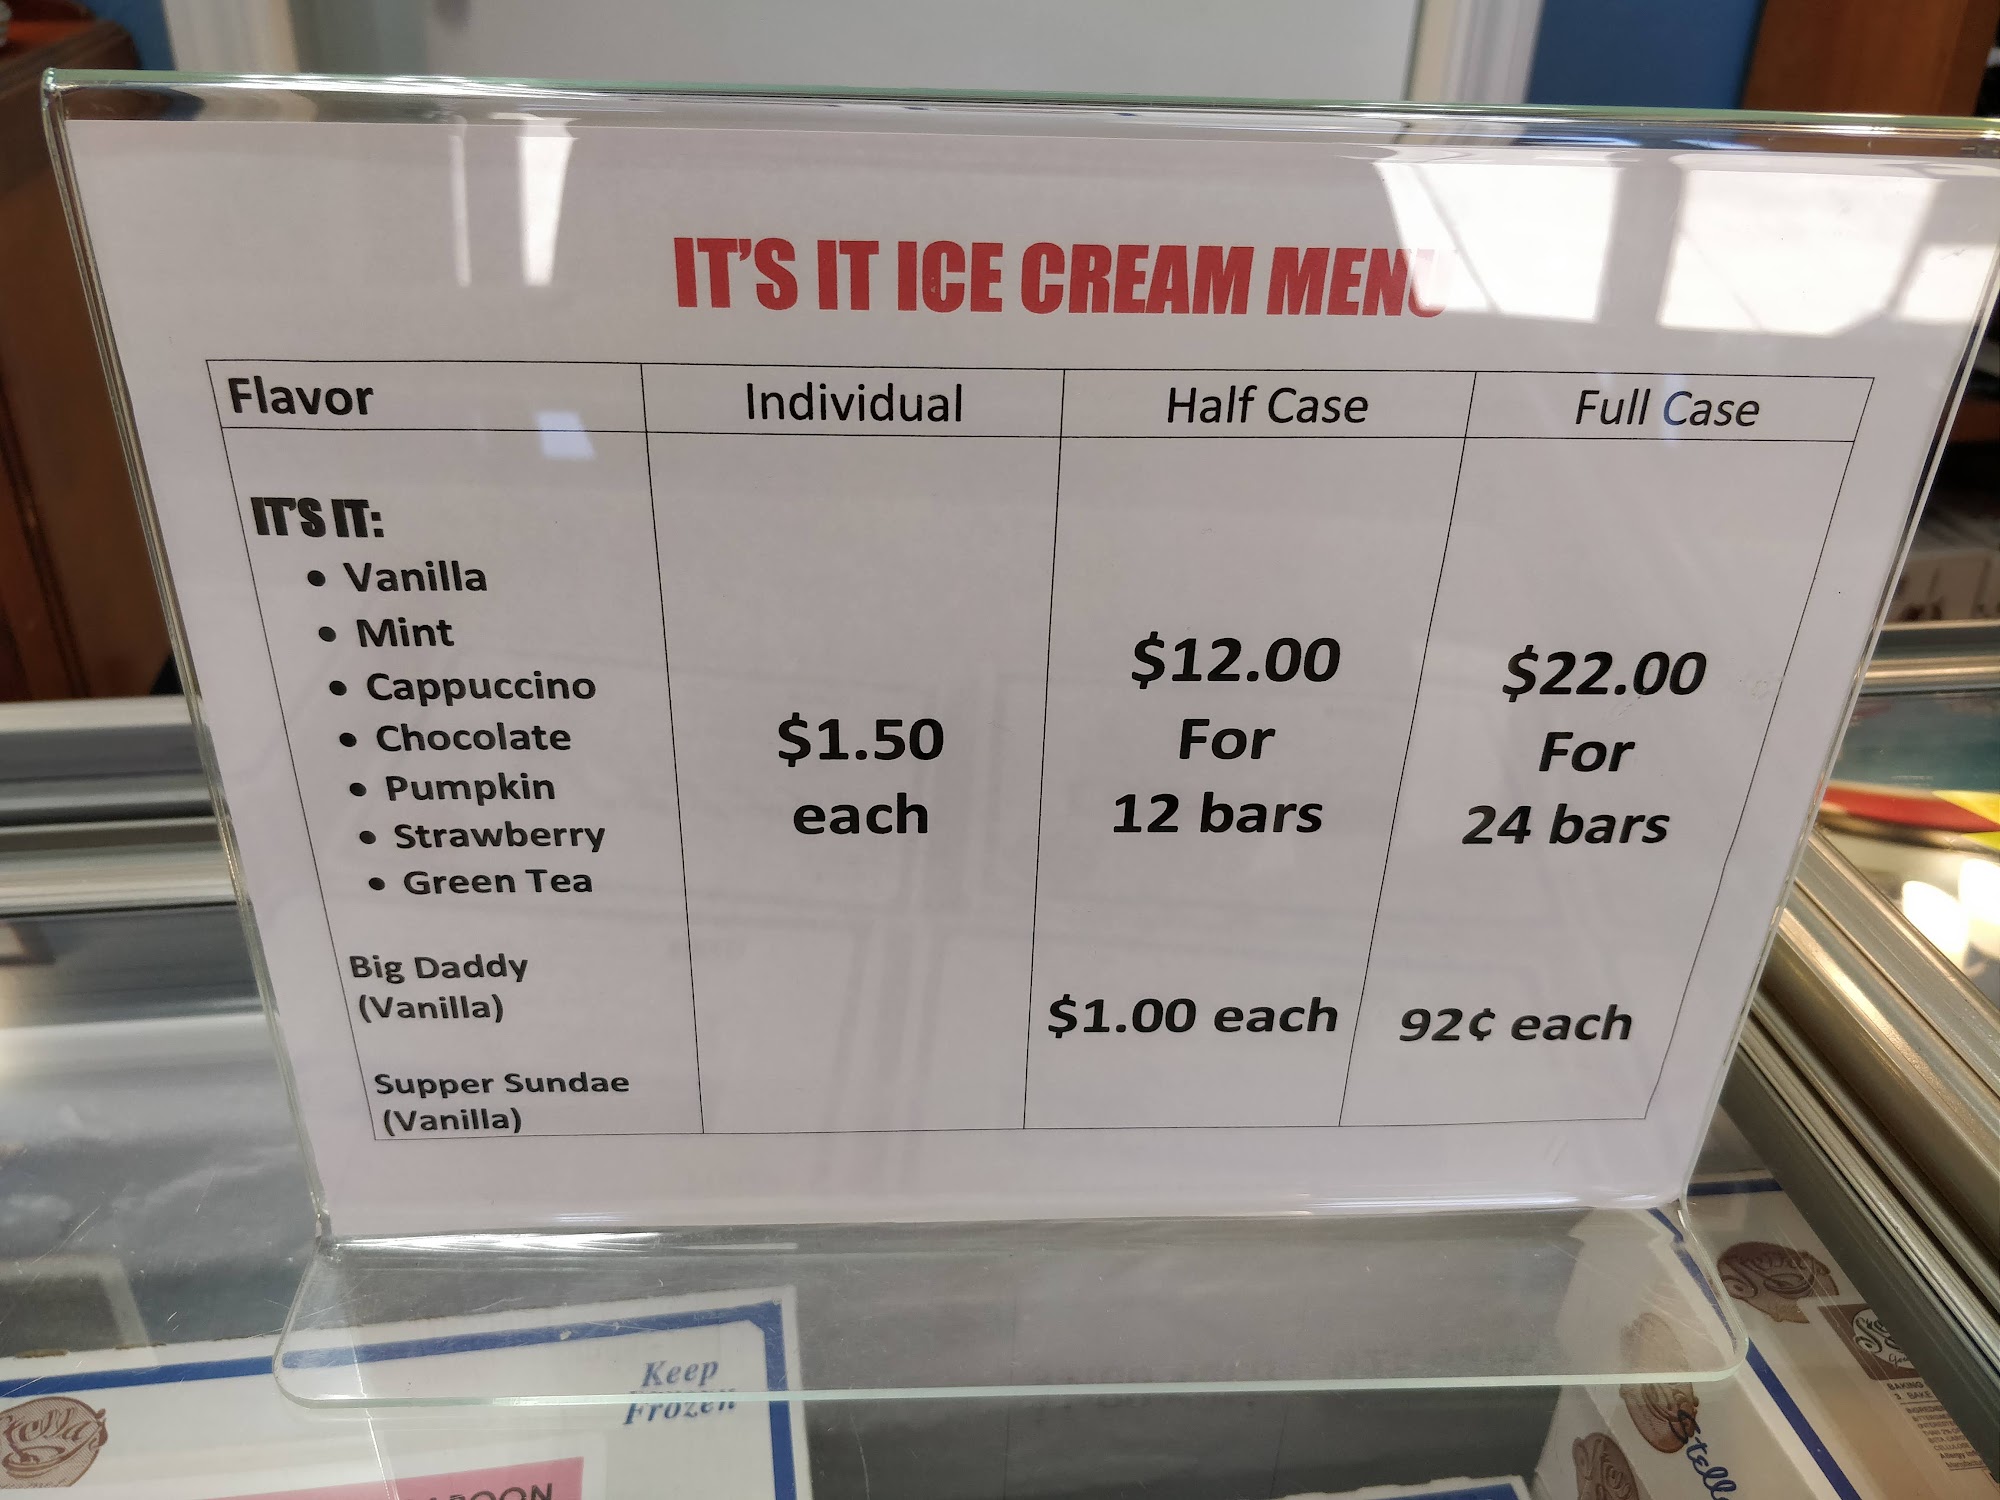 IT'S IT ICE CREAM MENU
Flavor Individual Half Case Full Case
IT'S IT:
• Vanilla
• Mint
• Cappuccino
• Chocolate
• Pumpkin
• Strawberry
• Green Tea
Big Daddy
(Vanilla)
Supper Sundae
(Vanilla)
$1.50
each
$12.00
For
12 bars
$1.00 each
$22.00
For
24 bars
92¢ each
Keep
Frozen
Stella